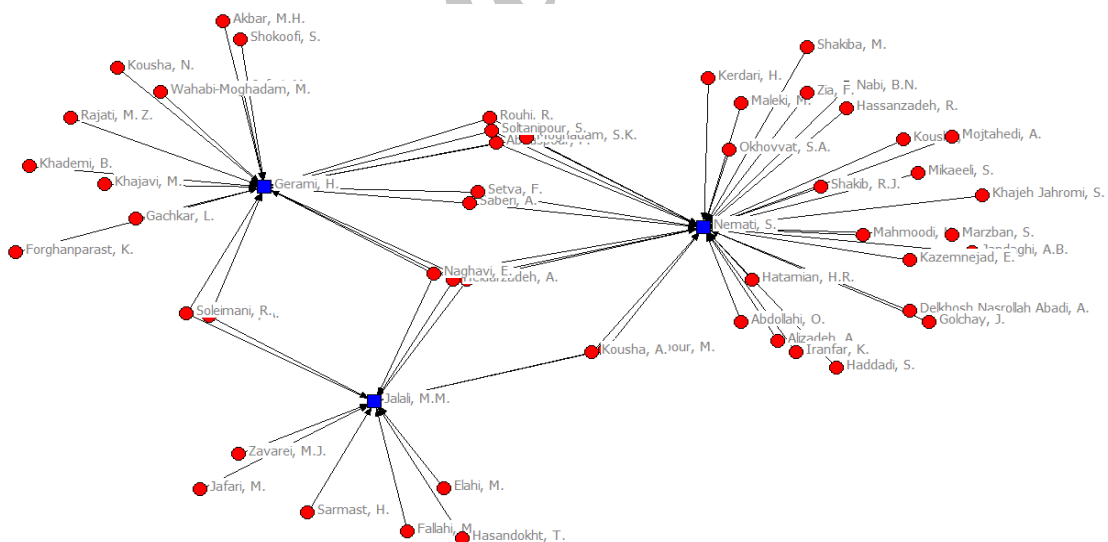 Akbar, M.H.
Shokoofi, S.
Shakiba, M.
Kousha, N.
Kerdari, H.
Wahabi-Moghadam, M.
Zia, F.
Nabi, B.N.
Maleki, M.
Hassanzadeh, R.
Rajati, M.Z.
Rouhi. R.
Soltanipour, S.
S.K.
Mojtahedi, A.
Okhovvat, S.A.
Khademi, B.
Mikaeeli, S.
Khajavi, M.
Gerami, H.
Setva, F.
Shakib, R.J.
Saberi, A.
Khajeh Jahromi, S.
Gachkar, L.
Nemati, S.
Mahmoodi,
Marzban, S.
Forghanparast, K.
A.B.
Kazemnejad, E.
Naghavi, E.
Hatamian, H.R.
Soleimani, R.
Delkhosh Nasrollah Abadi, A.
Abdollahi, O.
Golchay, J.
Alizadeh, A.
Kousha, A.
M.
Iranfar, K.
Haddadi, S.
Jalali, M.M.
Zavarei, M.J.
Jafari, M.
Elahi, M.
Sarmast, H.
Fallahi, M.
Hasandokht, T.